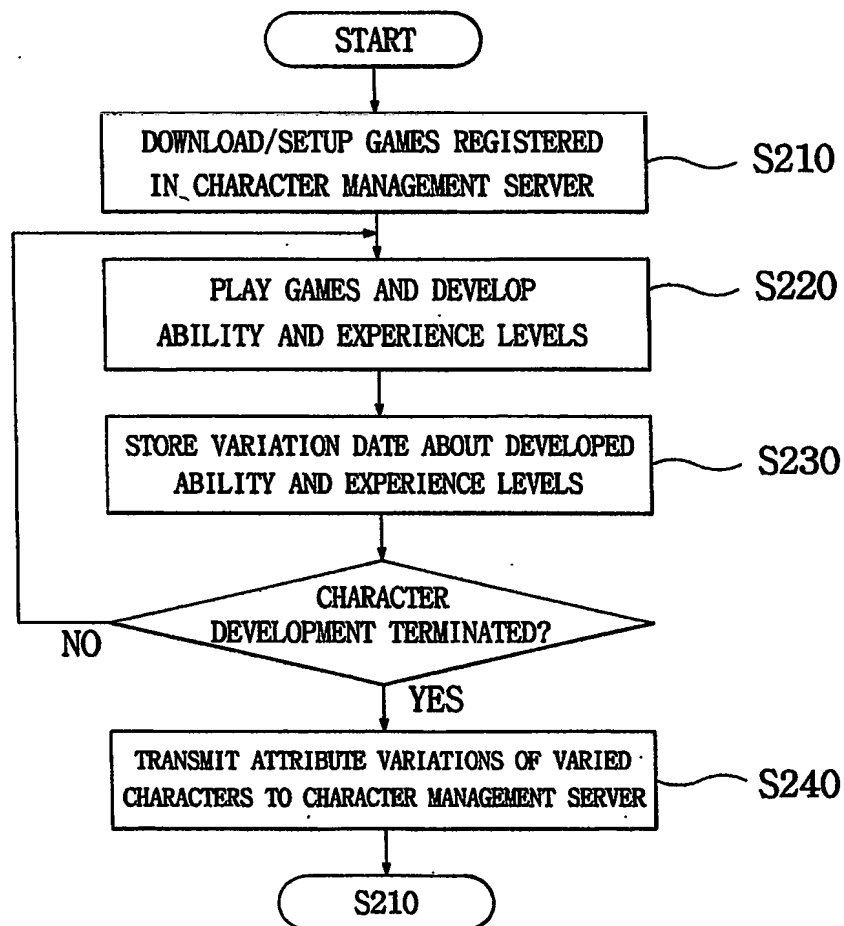 START
DOWNLOAD/SETUP GAMES REGISTERED
IN CHARACTER MANAGEMENT SERVER
S210
PLAY GAMES AND DEVELOP
ABILITY AND EXPERIENCE LEVELS
S220
STORE VARIATION DATE ABOUT DEVELOPED
ABILITY AND EXPERIENCE LEVELS
S230
CHARACTER
DEVELOPMENT TERMINATED?
NO
YES
TRANSMIT ATTRIBUTE VARIATIONS OF VARIED
CHARACTERS TO CHARACTER MANAGEMENT SERVER
S240
S210